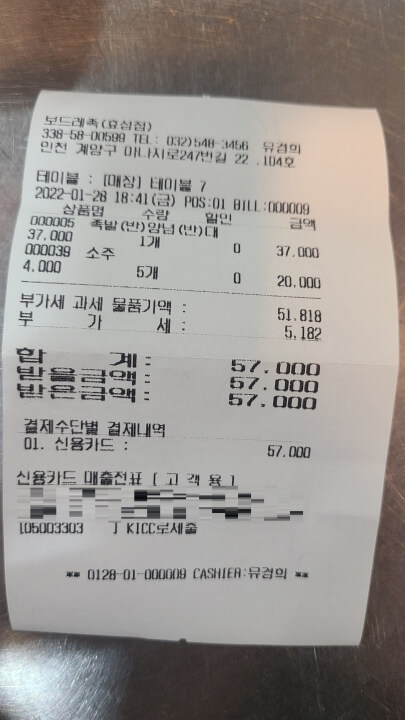 보드레족(효성점)
338-58-00599 TEL: 032)548-3456 유경희
인천 계양구 마나시로247번길 22 .104호
테이블 : [매장] 테이블 7
2022-01-28 18:41(금) POS:01 BILL:000009
상품명 수량 할인 금액
000005 족발(반)양념(반)대
37.000 1개 0 37.000
000039 소주
4.000 5개 0 20.000
부가세 과세 물품가액 : 51.818
부 가 세 : 5.182
합 계 : 57.000
받을금액 : 57.000
받은금액 : 57.000
결제수단별 결제내역
01. 신용카드 : 57.000
신용카드 매출전표 [ 고 객 용 ]
[05003303 ] KICC로세출
** 0128-01-000009 CASHIER:유경희 **